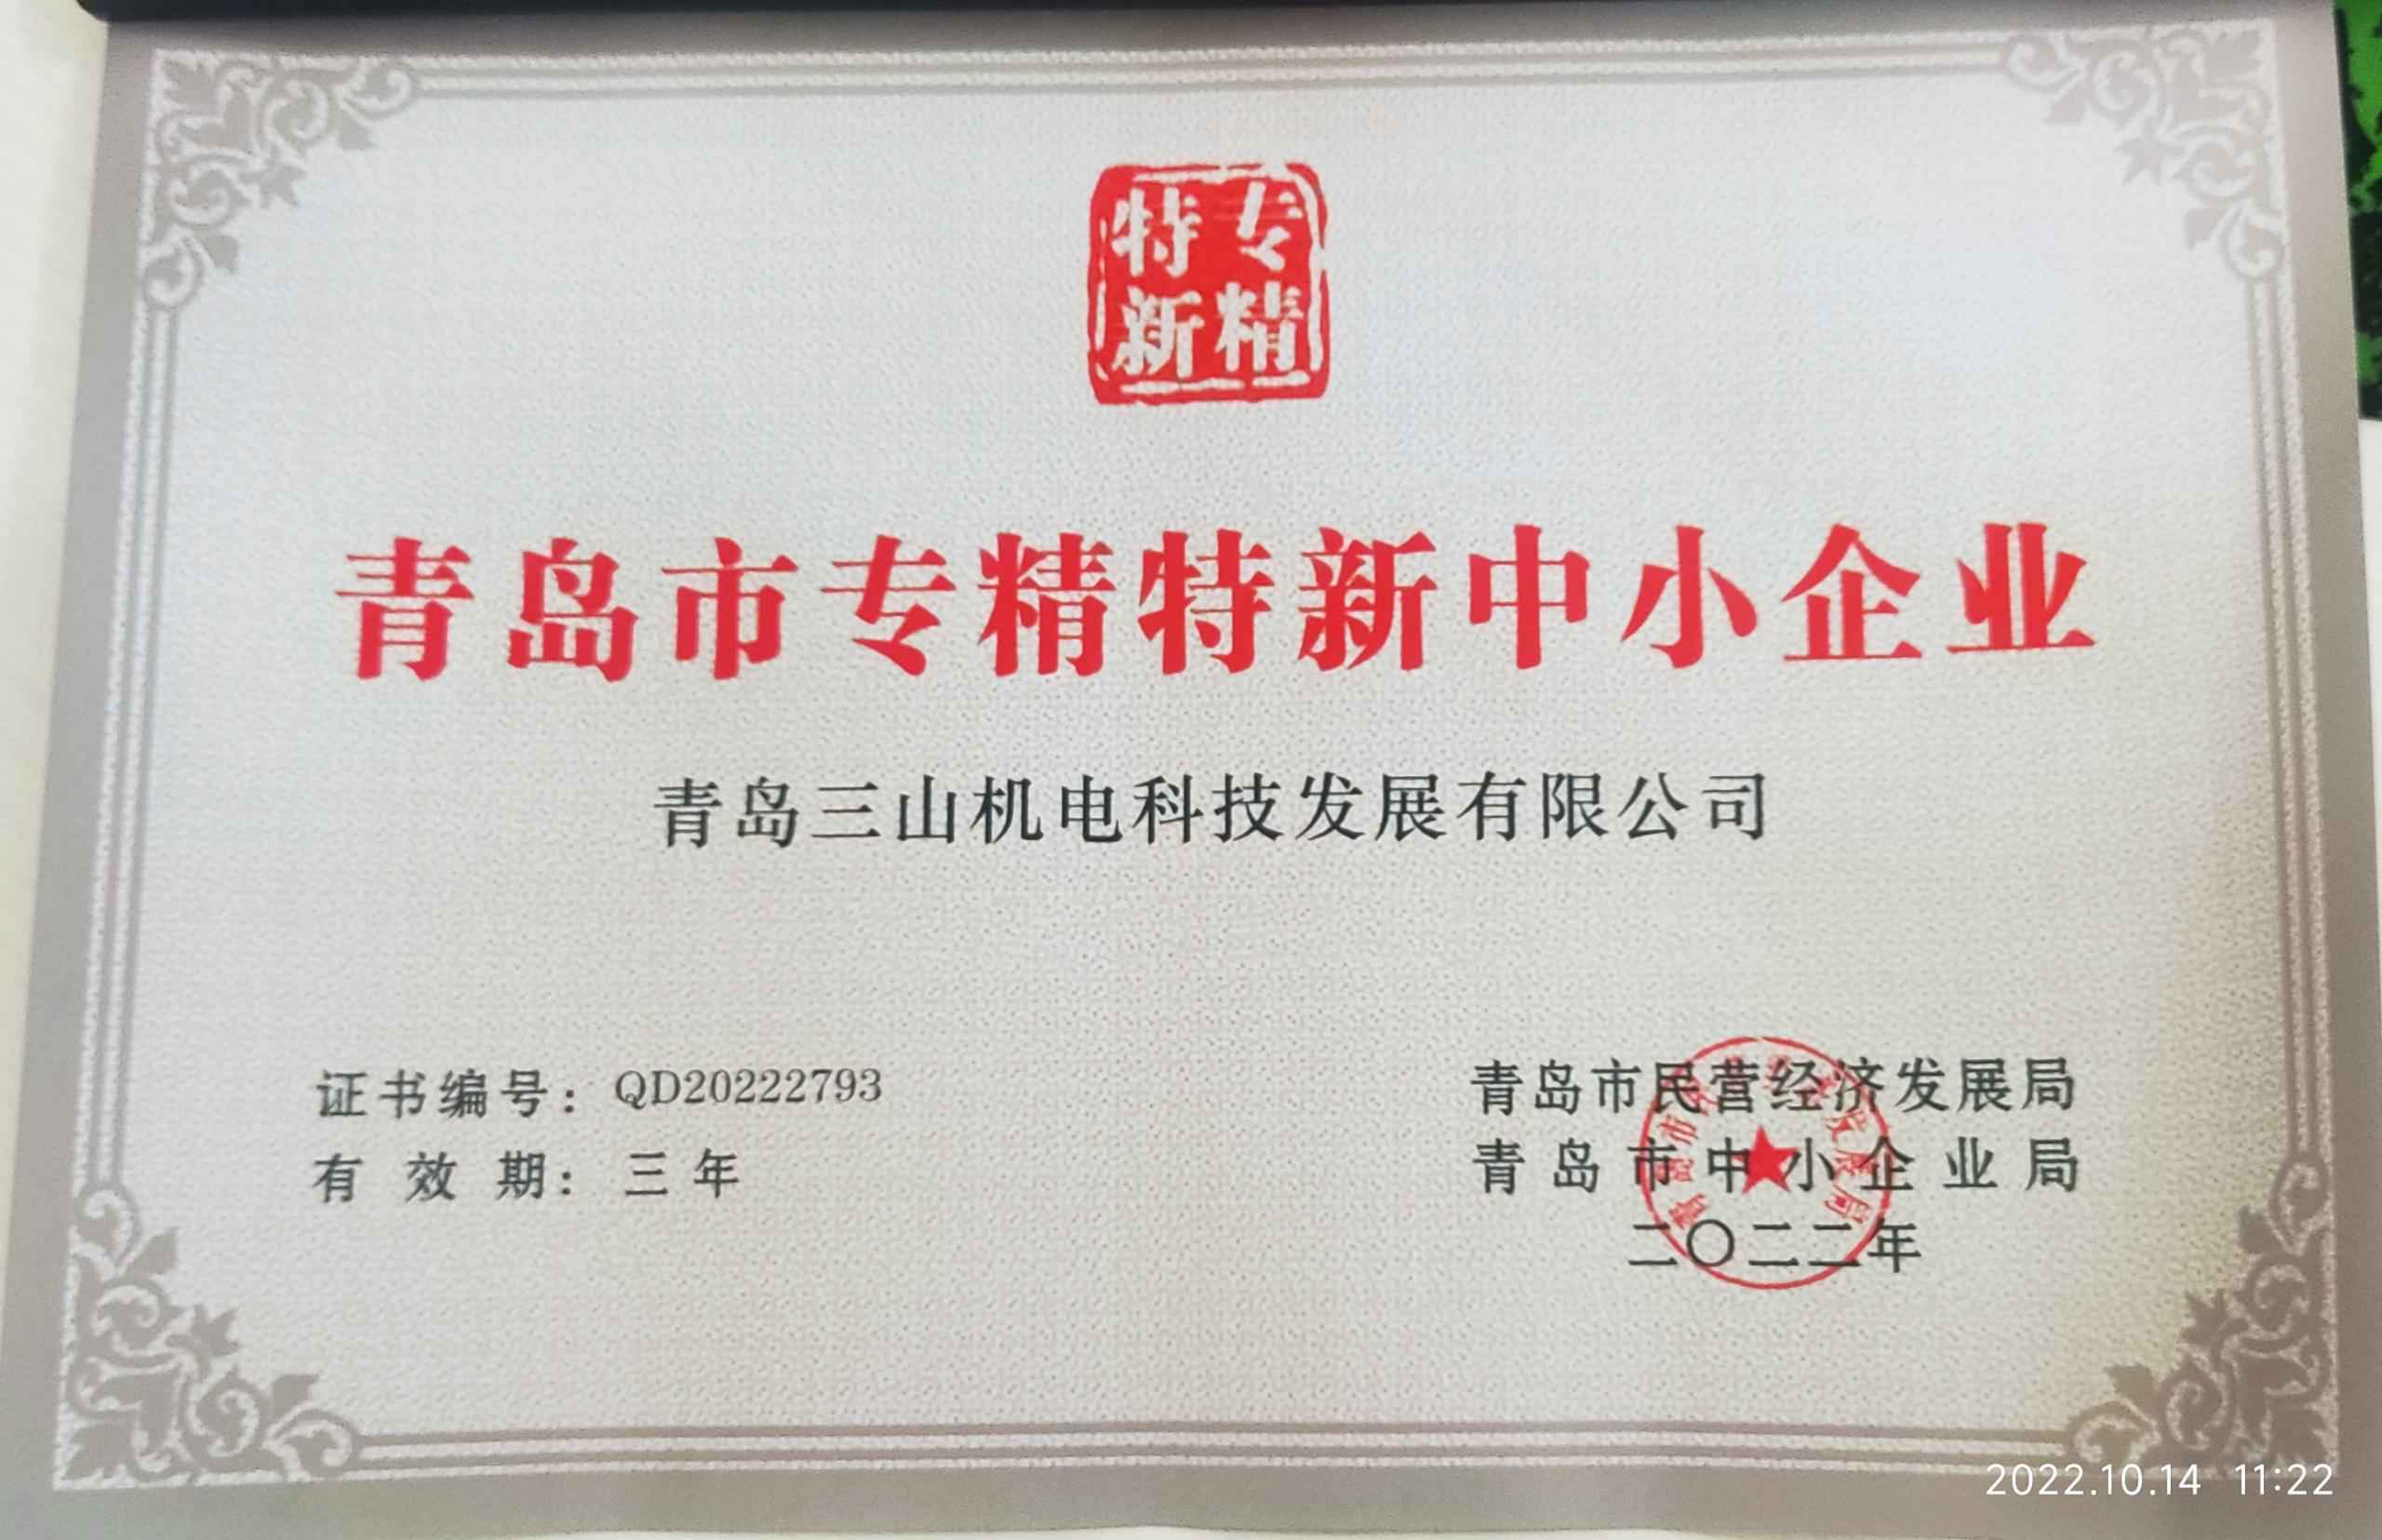 专精
特新
青岛市专精特新中小企业
青岛三山机电科技发展有限公司
证书编号：QD20222793
有效期：三年
青岛市民营经济发展局
青岛市中小企业局
二〇二二年
2022.10.14 11:22